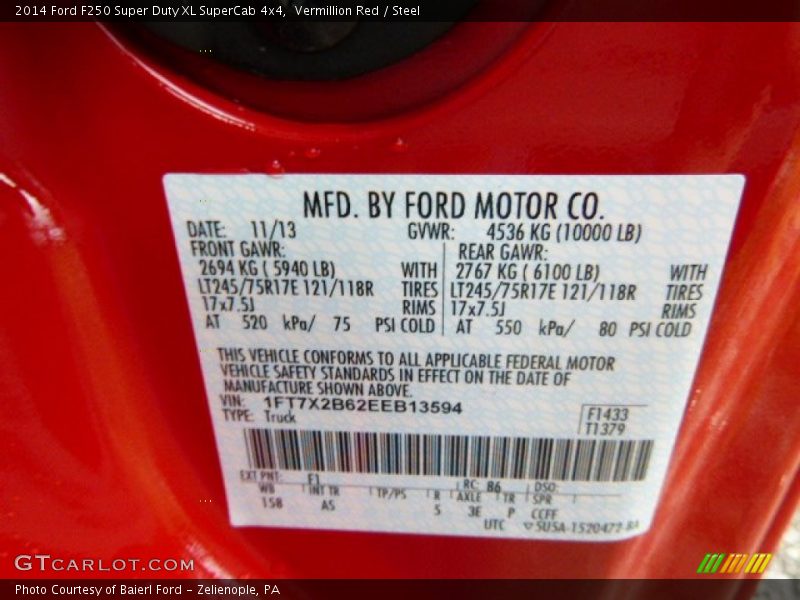 2014 Ford F250 Super Duty XL SuperCab 4x4, Vermillion Red / Steel
MFD. BY FORD MOTOR CO.
DATE: 11/13 GVWR: 4536 KG (10000 LB)
FRONT GAWR: REAR GAWR:
2694 KG ( 5940 LB) WITH 2767 KG ( 6100 LB) WITH
LT245/75R17E 121/118R TIRES LT245/75R17E 121/118R TIRES
17x7.5J RIMS 17x7.5J RIMS
AT 520 kPa/ 75 PSI COLD AT 550 kPa/ 80 PSI COLD
THIS VEHICLE CONFORMS TO ALL APPLICABLE FEDERAL MOTOR
VEHICLE SAFETY STANDARDS IN EFFECT ON THE DATE OF
MANUFACTURE SHOWN ABOVE.
VIN: 1FT7X2B62EEB13594
TYPE: Truck
F1433
T1379
EXT PNT: F1 RC: 86 DSO:
WB INT TR TP/PS R AXLE TR SPR
158 AS 5 3E P CCFF
UTC 5U5A-1520472-BA
GTCARLOT.COM
Photo Courtesy of Baierl Ford - Zelienople, PA